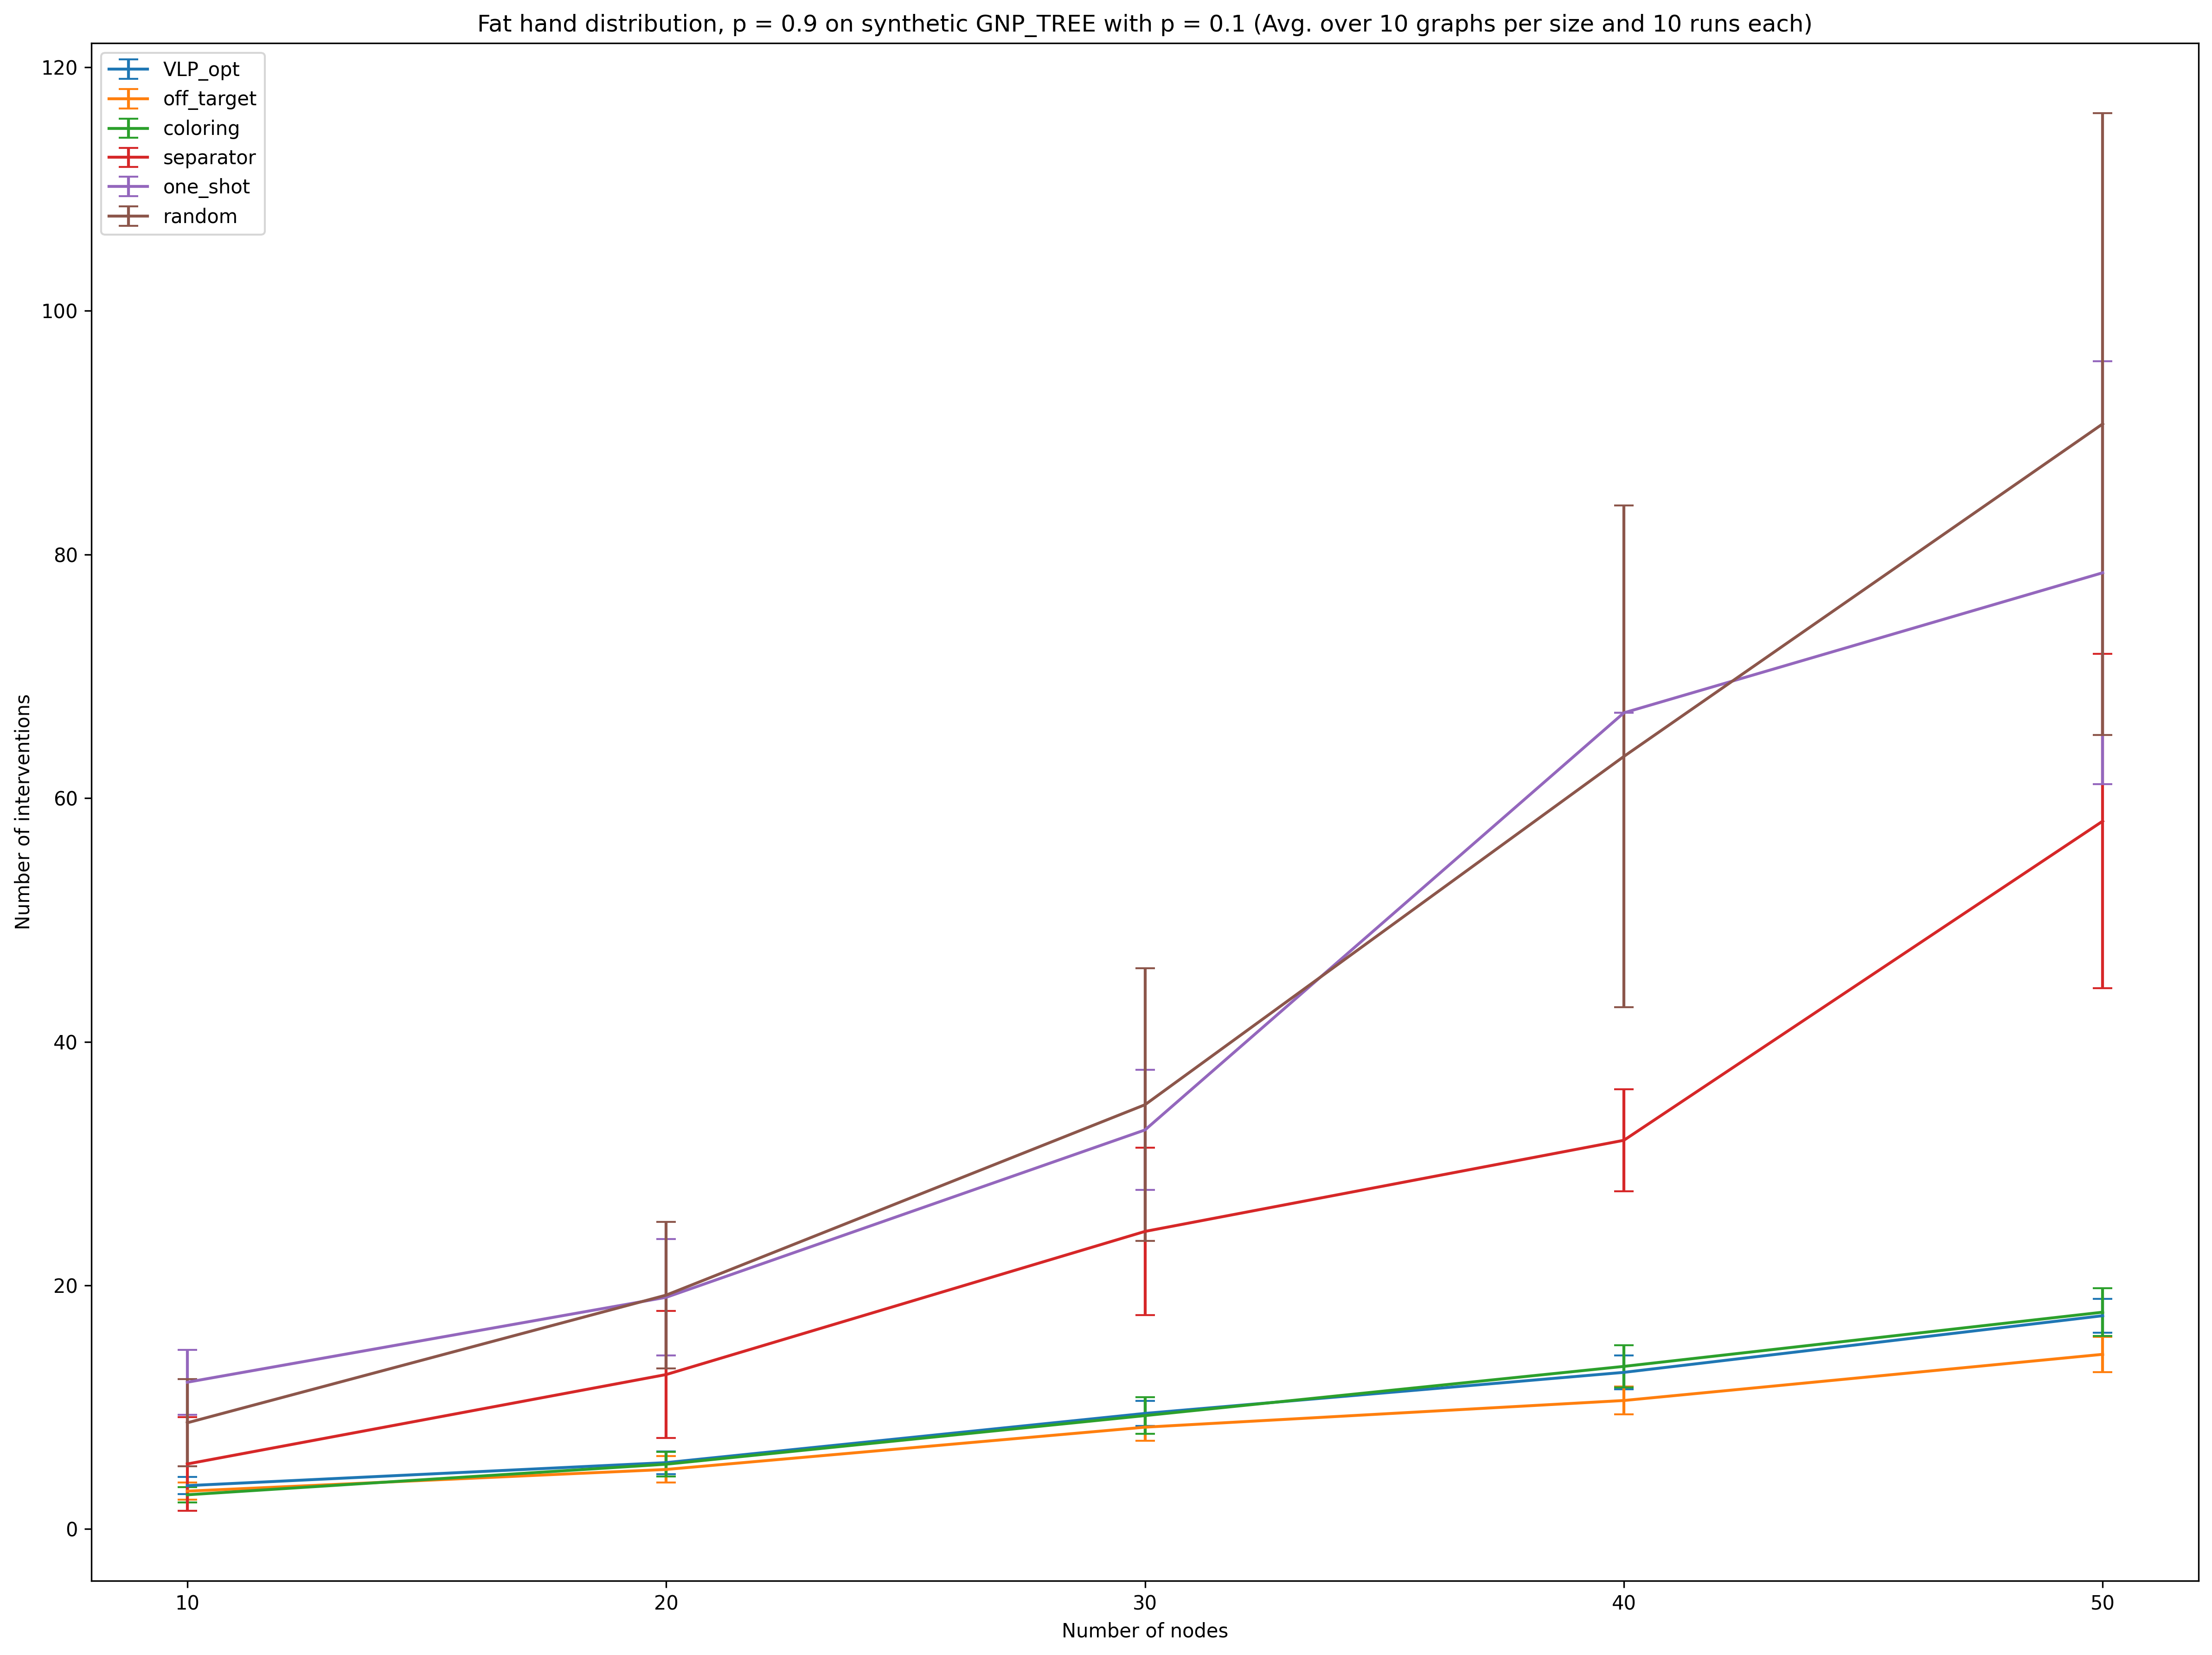 Fat hand distribution, p = 0.9 on synthetic GNP_TREE with p = 0.1 (Avg. over 10 graphs per size and 10 runs each)
VLP_opt
off_target
coloring
separator
one_shot
random
120
100
80
60
40
20
0
Number of interventions
10 20 30 40 50
Number of nodes